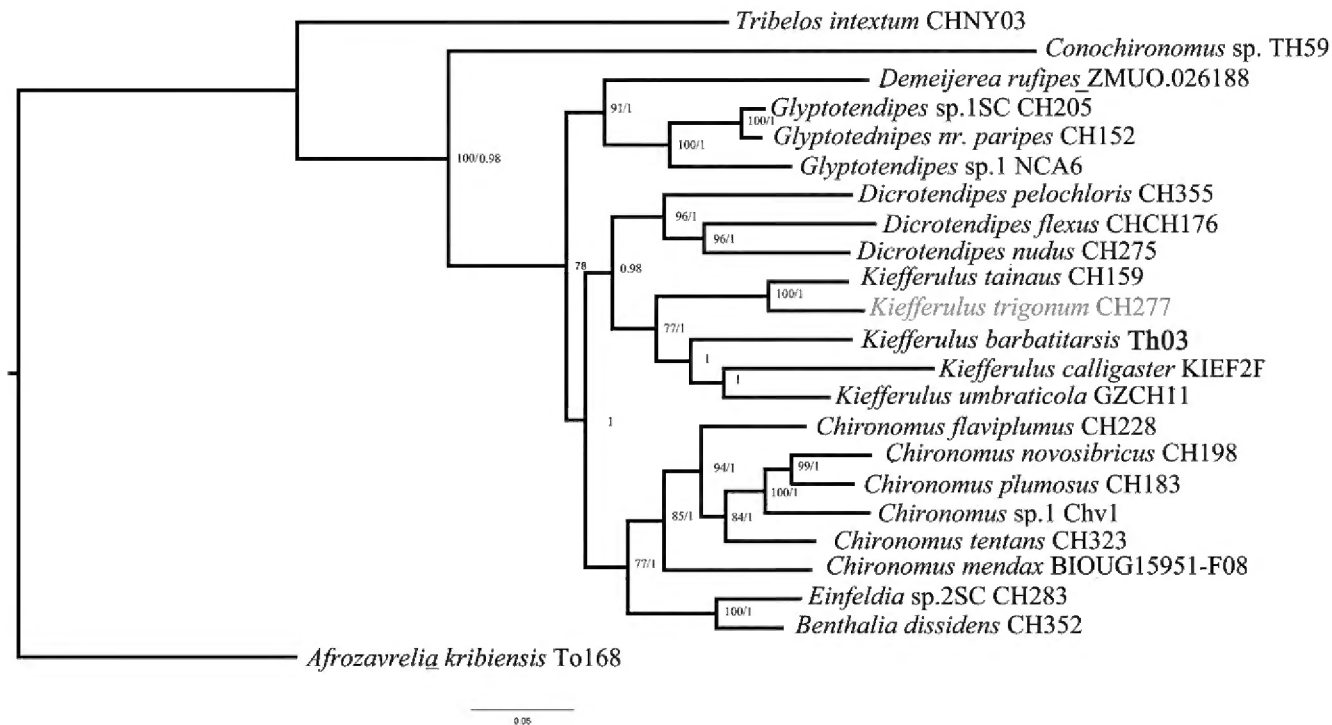 Tribelos intextum CHNY03
Conochironomus sp. TH59
Demeijerea rufipes_ZMUO.026188
91/1
Glyptotendipes sp.1SC CH205
100/1
Glyptotednipes nr. paripes CH152
100/1
100/0.98
Glyptotendipes sp.1 NCA6
Dicrotendipes pelochloris CH355
96/1
Dicrotendipes flexus CHCH176
96/1
Dicrotendipes nudus CH275
78
0.98
Kiefferulus tainaus CH159
100/1
Kiefferulus trigonum CH277
77/1
Kiefferulus barbatitarsis Th03
1
Kiefferulus calligaster KIEF2F
1
Kiefferulus umbraticola GZCH11
1
Chironomus flaviplumus CH228
Chironomus novosibricus CH198
94/1
99/1
Chironomus plumosus CH183
100/1
Chironomus sp.1 Chv1
85/1
84/1
Chironomus tentans CH323
77/1
Chironomus mendax BIOUG15951-F08
Einfeldia sp.2SC CH283
100/1
Benthalia dissidens CH352
Afrozavrelia kribiensis To168
0.05